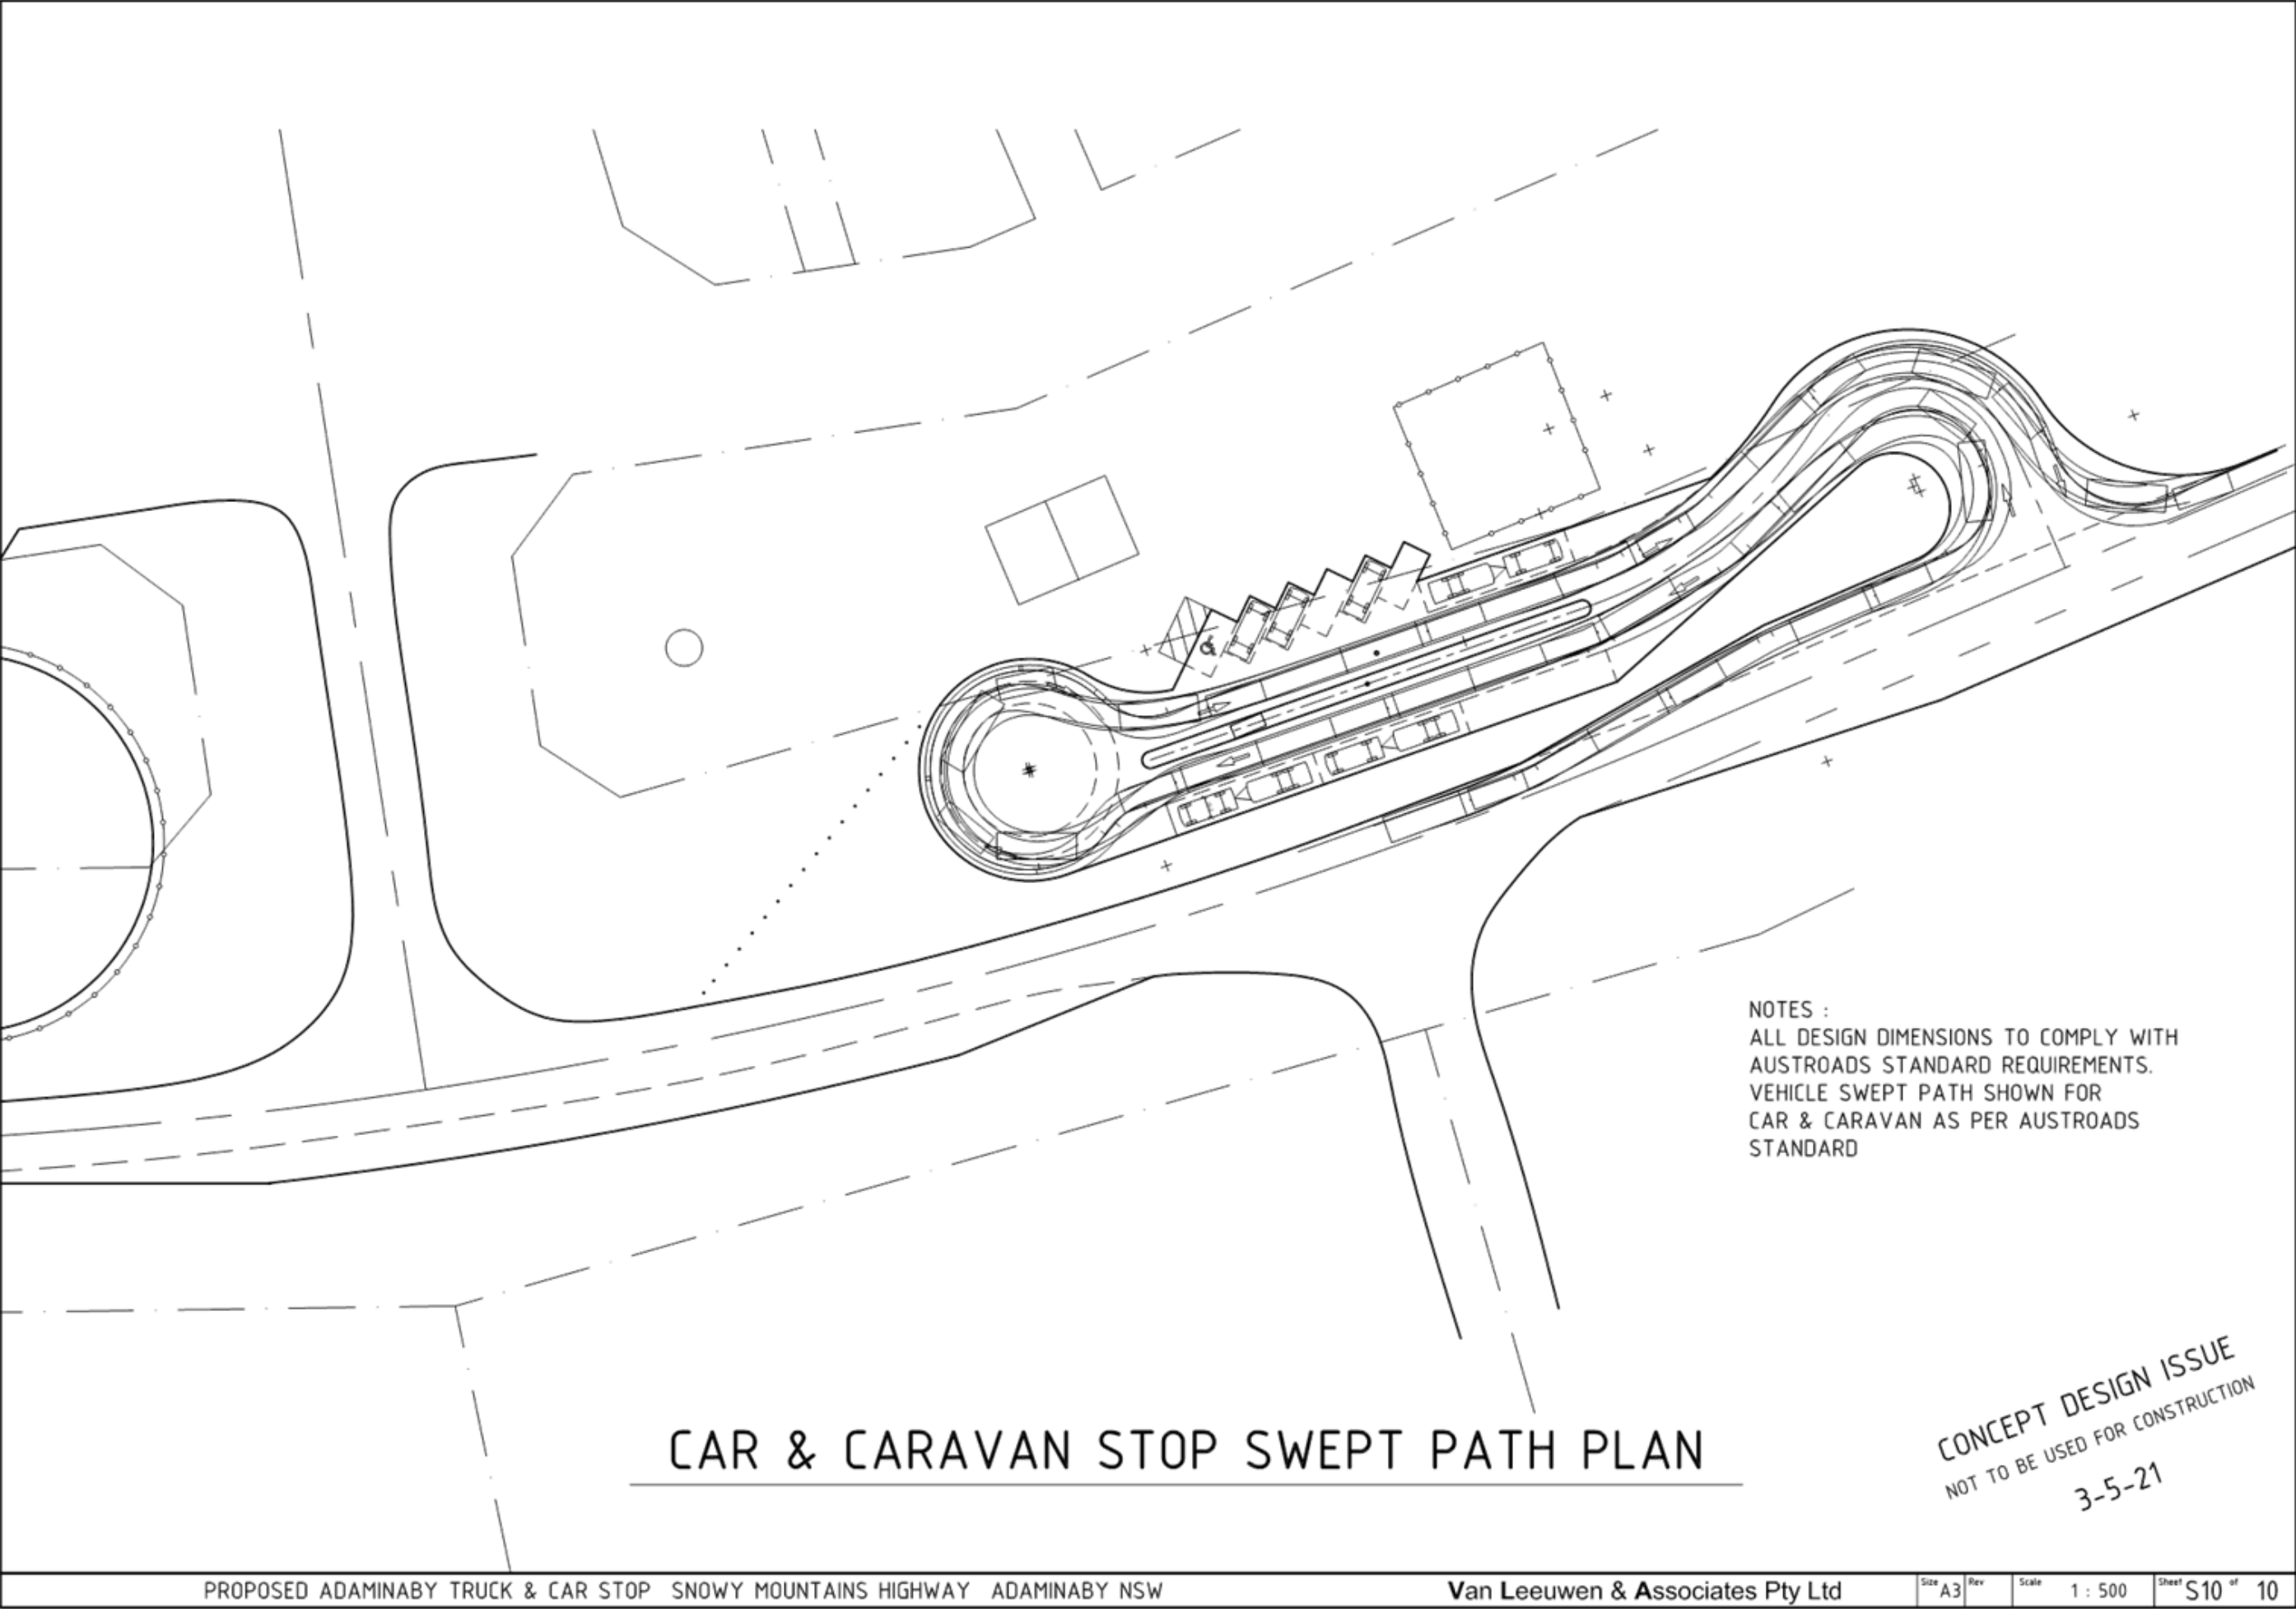 NOTES :
ALL DESIGN DIMENSIONS TO COMPLY WITH
AUSTROADS STANDARD REQUIREMENTS.
VEHICLE SWEPT PATH SHOWN FOR
CAR & CARAVAN AS PER AUSTROADS
STANDARD
CAR & CARAVAN STOP SWEPT PATH PLAN
CONCEPT DESIGN ISSUE
NOT TO BE USED FOR CONSTRUCTION
3-5-21
PROPOSED ADAMINABY TRUCK & CAR STOP SNOWY MOUNTAINS HIGHWAY ADAMINABY NSW
Van Leeuwen & Associates Pty Ltd
Size A3
Rev
Scale 1 : 500
Sheet S10 of 10